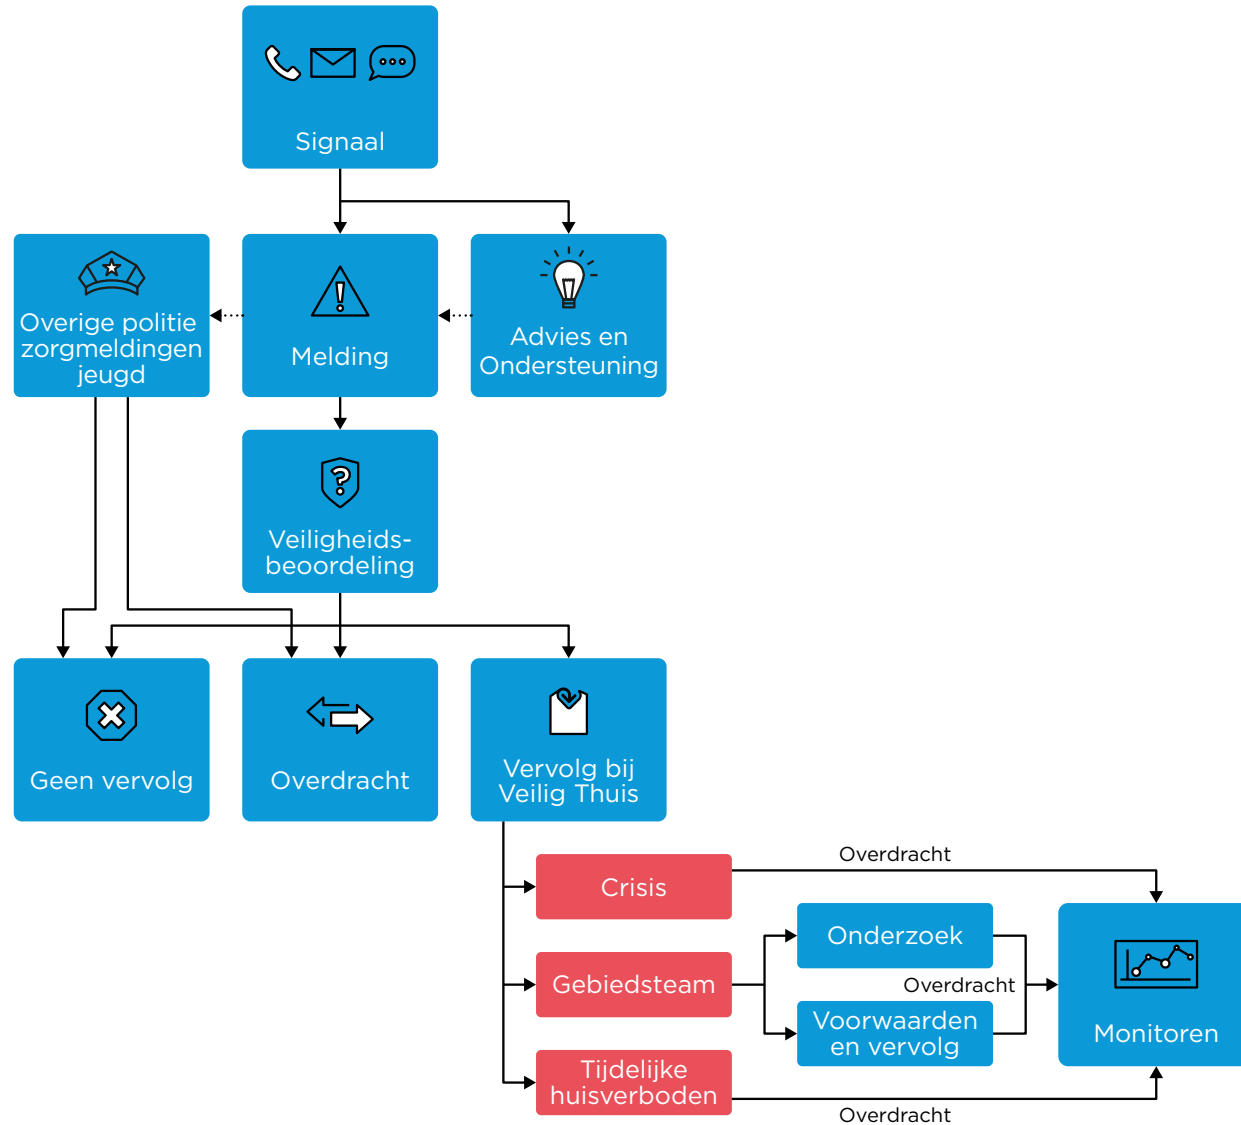 Signaal
Overige politie
zorgmeldingen
jeugd
Melding
Advies en
Ondersteuning
Veiligheids-
beoordeling
Geen vervolg
Overdracht
Vervolg bij
Veilig Thuis
Overdracht
Crisis
Onderzoek
Gebiedsteam
Overdracht
Voorwaarden
en vervolg
Monitoren
Tijdelijke
huisverboden
Overdracht